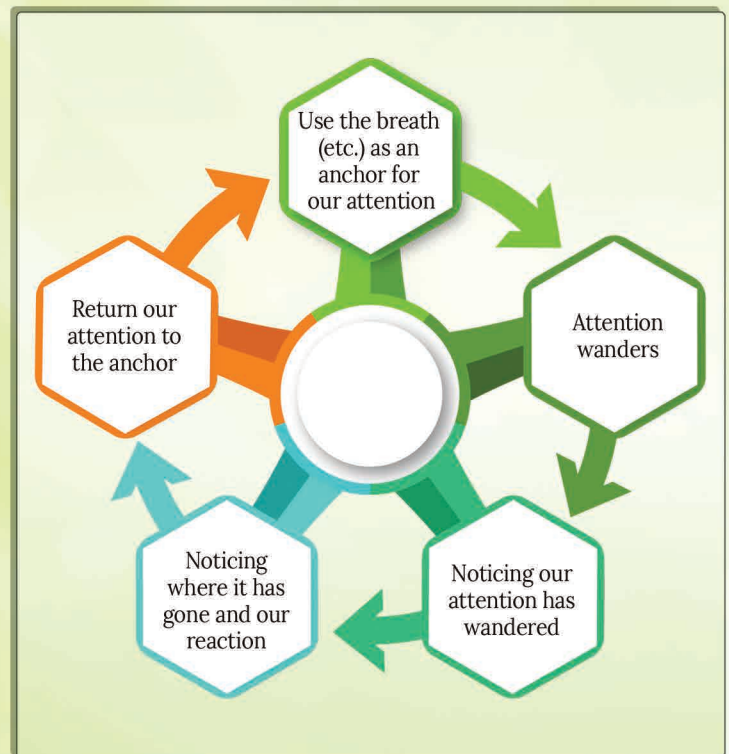 Use the breath
(etc.) as an
anchor for
our attention
Attention
wanders
Noticing our
attention has
wandered
Noticing
where it has
gone and our
reaction
Return our
attention to
the anchor